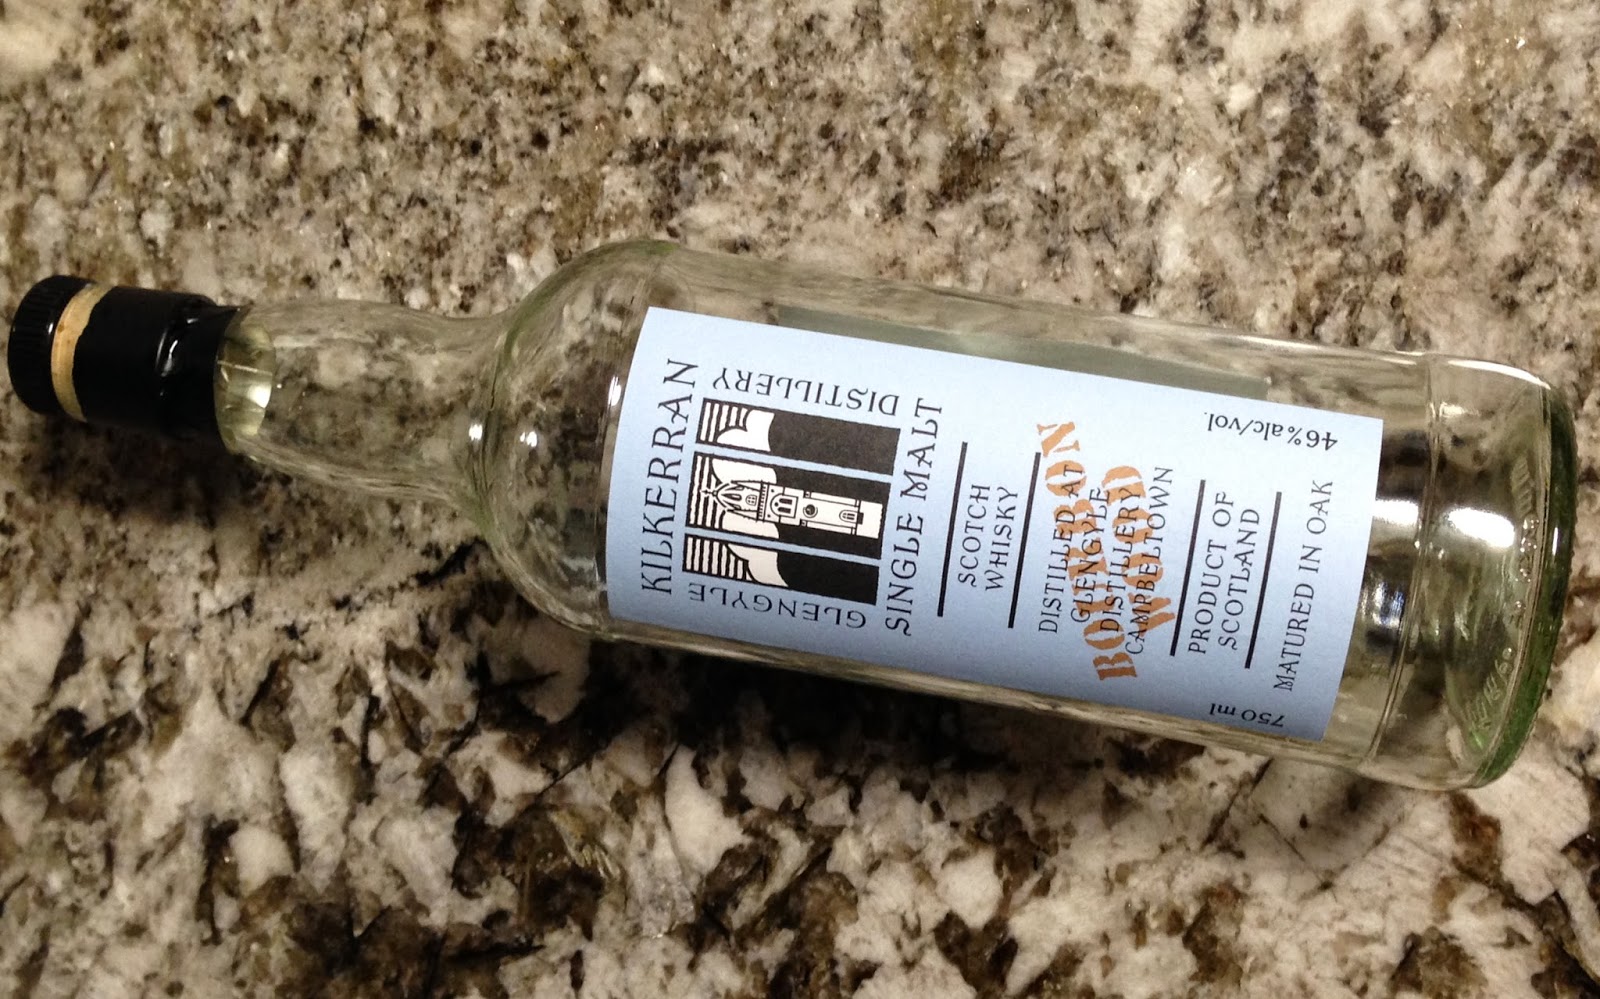 KILKERRAN
GLENGYLE DISTILLERY
SINGLE MALT
SCOTCH
WHISKY
DISTILLED AT
GLENGYLE
DISTILLERY
CAMPBELTOWN
BOURBON
WOOD
PRODUCT OF
SCOTLAND
750 ml MATURED IN OAK 46%alc/vol.